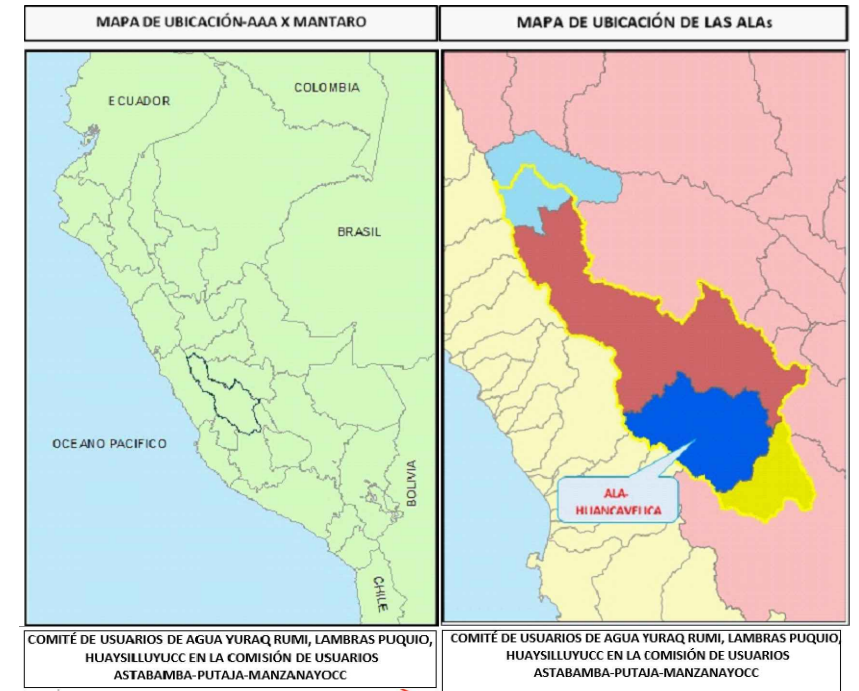 MAPA DE UBICACIÓN-AAA X MANTARO
ECUADOR
COLOMBIA
BRASIL
OCEANO PACIFICO
BOLIVIA
CHILE
COMITÉ DE USUARIOS DE AGUA YURAQ RUMI, LAMBRAS PUQUIO,
HUAYSILLUYUCC EN LA COMISIÓN DE USUARIOS
ASTABAMBA-PUTAJA-MANZANAYOCC
MAPA DE UBICACIÓN DE LAS ALAs
ALA-
HUANCAVELICA
COMITÉ DE USUARIOS DE AGUA YURAQ RUMI, LAMBRAS PUQUIO,
HUAYSILLUYUCC EN LA COMISIÓN DE USUARIOS
ASTABAMBA-PUTAJA-MANZANAYOCC